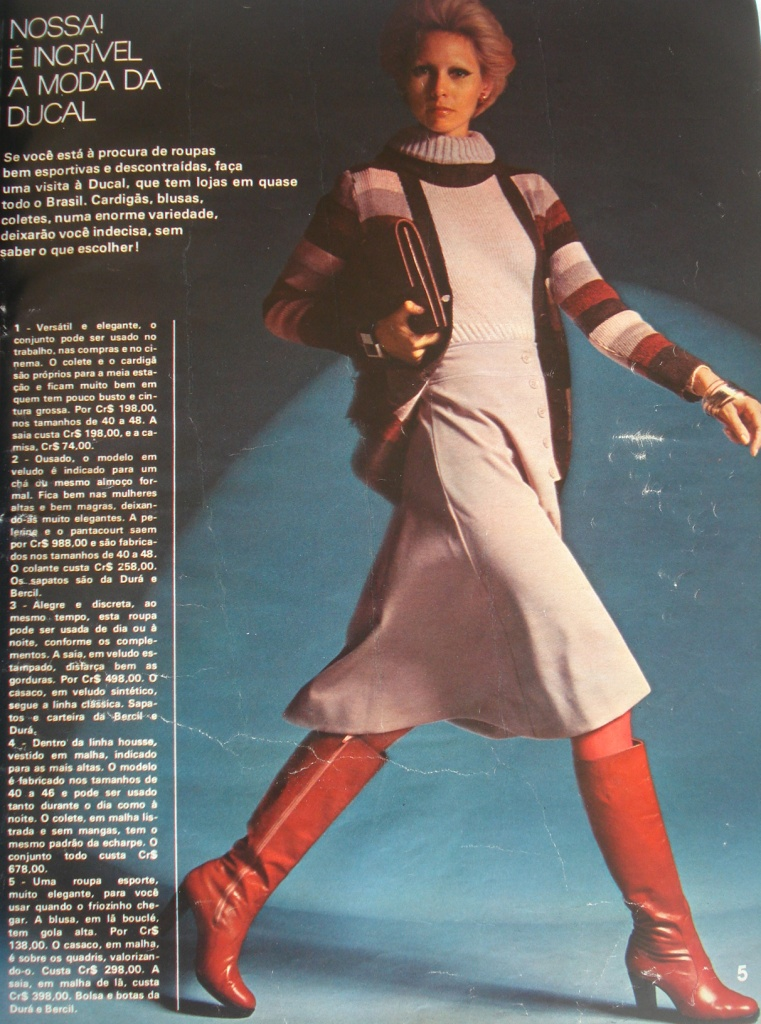 NOSSA!
É INCRÍVEL
A MODA DA
DUCAL
Se você está à procura de roupas
bem esportivas e descontraídas, faça
uma visita à Ducal, que tem lojas em quase
todo o Brasil. Cardigãs, blusas,
coletes, numa enorme variedade,
deixarão você indecisa, sem
saber o que escolher!
1 - Versátil e elegante, o
conjunto pode ser usado no
trabalho, nas compras e no ci-
nema. O colete e o cardigã
são próprios para a meia esta-
ção e ficam muito bem em
quem tem pouco busto e cin-
tura grossa. Por Cr$ 198,00,
nos tamanhos de 40 a 48. A
saia custa Cr$ 198,00, e a ca-
misa, Cr$ 74,00.
2 - Ousado, o modelo em
veludo é indicado para um
chá ou mesmo almoço for-
mal. Fica bem nas mulheres
altas e bem magras, deixan-
do-as muito elegantes. A pe-
lerine e o pantacourt saem
por Cr$ 988,00 e são fabrica-
dos nos tamanhos de 40 a 48.
O colante custa Cr$ 258,00.
Os sapatos são da Durá e
Bercil.
3 - Alegre e discreta, ao
mesmo tempo, esta roupa
pode ser usada de dia ou à
noite, conforme os comple-
mentos. A saia, em veludo es-
tampado, disfarça bem as
gorduras. Por Cr$ 498,00. O
casaco, em veludo sintético,
segue a linha clássica. Sapa-
tos e carteira da Bercil e
Durá.
4 - Dentro da linha housse,
vestido em malha, indicado
para as mais altas. O modelo
é fabricado nos tamanhos de
40 a 46 e pode ser usado
tanto durante o dia como à
noite. O colete, em malha lis-
trada e sem mangas, tem o
mesmo padrão da echarpe. O
conjunto todo custa Cr$
678,00.
5 - Uma roupa esporte,
muito elegante, para você
usar quando o friozinho che-
gar. A blusa, em lã bouclé,
tem gola alta. Por Cr$
138,00. O casaco, em malha,
é sobre os quadris, valorizan-
do-o. Custa Cr$ 298,00. A
saia, em malha de lã, custa
Cr$ 398,00. Bolsa e botas da
Durá e Bercil.
5